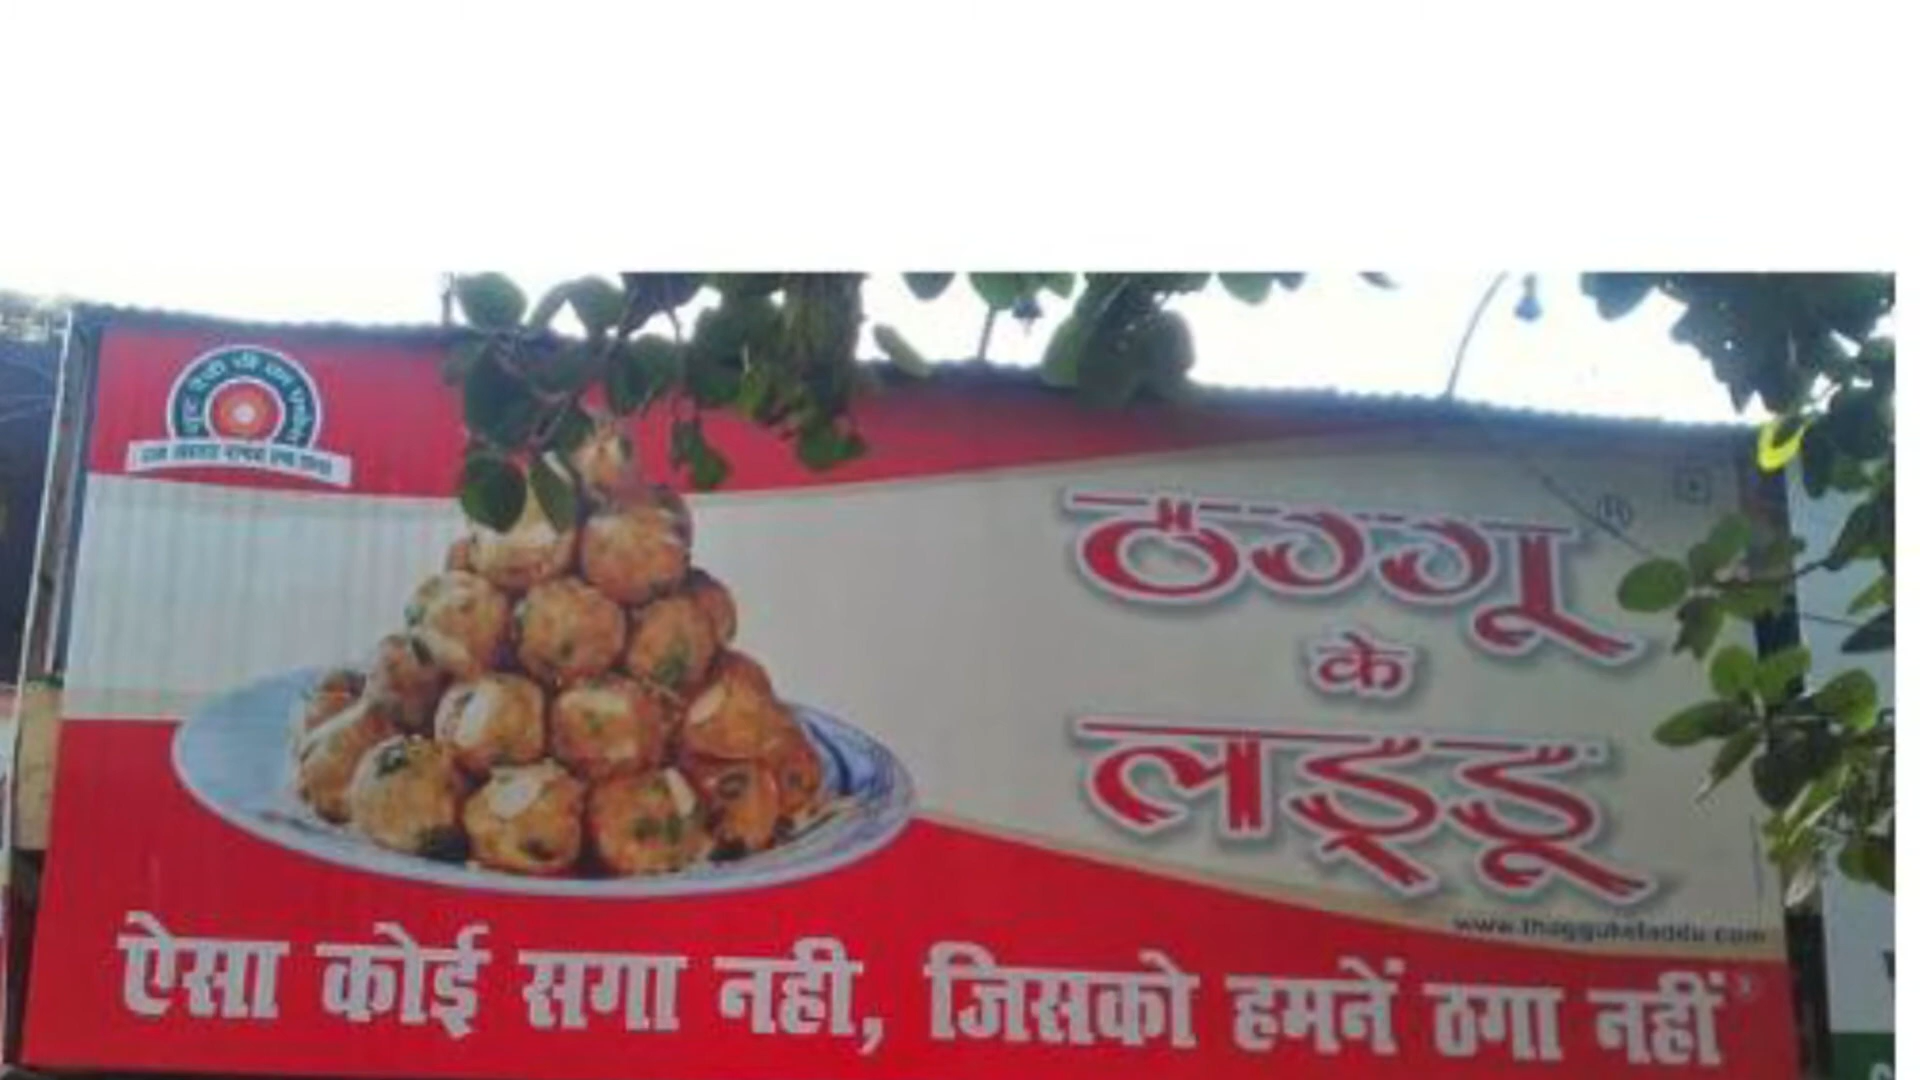 ठग्गू
के
लड्डू
www.thaggukeladdu.com
ऐसा कोई सगा नही, जिसको हमनें ठगा नहीं